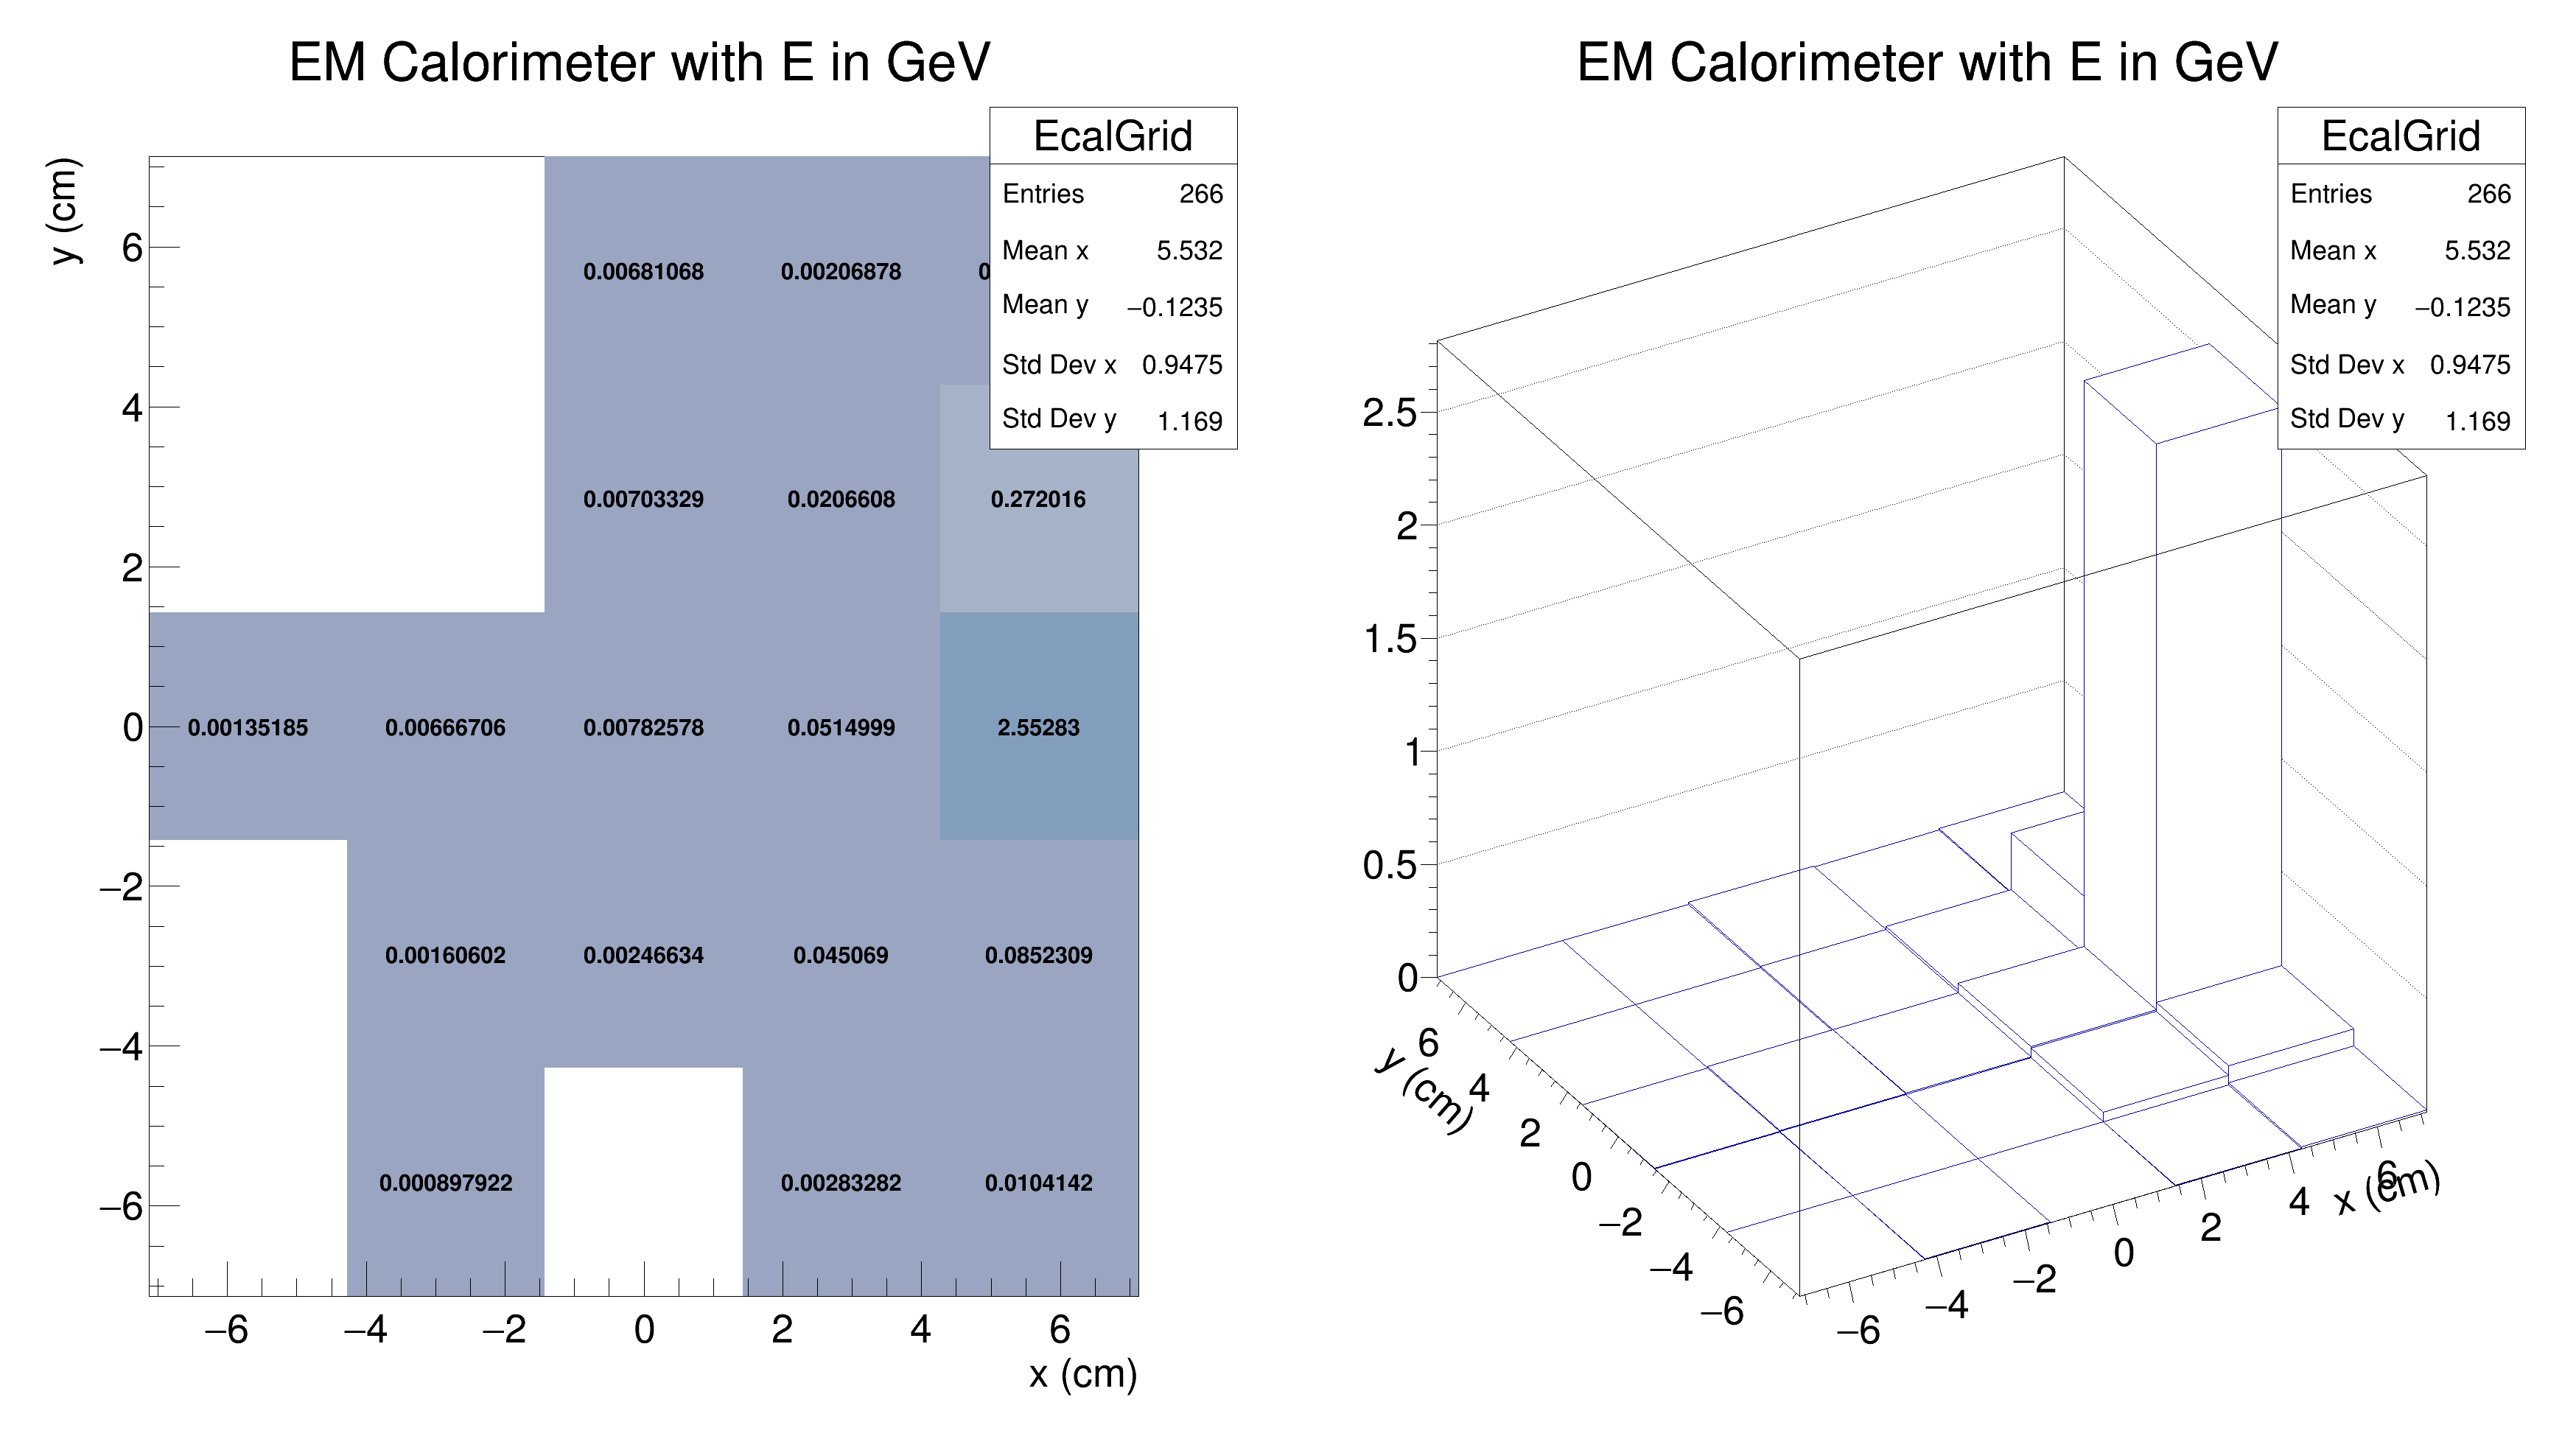 EM Calorimeter with E in GeV
EcalGrid
Entries 266
Mean x 5.532
Mean y −0.1235
Std Dev x 0.9475
Std Dev y 1.169
y (cm)
6
4
2
0
−2
−4
−6
0.00681068 0.00206878
0.00703329 0.0206608 0.272016
0.00135185 0.00666706 0.00782578 0.0514999 2.55283
0.00160602 0.00246634 0.045069 0.0852309
0.000897922 0.00283282 0.0104142
−6 −4 −2 0 2 4 6
x (cm)
EM Calorimeter with E in GeV
EcalGrid
Entries 266
Mean x 5.532
Mean y −0.1235
Std Dev x 0.9475
Std Dev y 1.169
2.5
2
1.5
1
0.5
0
6
4
2
0
−2
−4
−6
y (cm)
−6
−4
−2
0
2
4
6
x (cm)